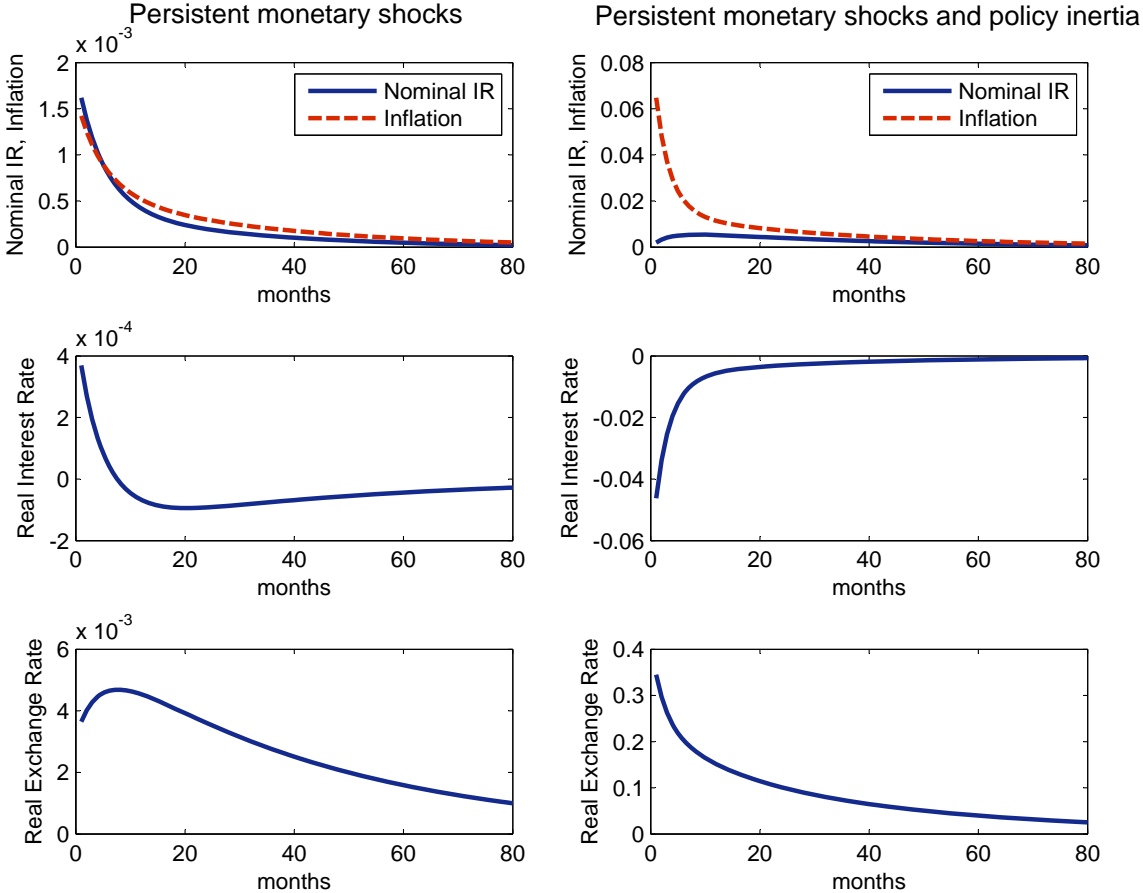 Persistent monetary shocks
Persistent monetary shocks and policy inertia
x 10⁻³
Nominal IR, Inflation
2
1.5
1
0.5
0
0 20 40 60 80
months
Nominal IR
Inflation
Nominal IR, Inflation
0.08
0.06
0.04
0.02
0
0 20 40 60 80
months
Nominal IR
Inflation
x 10⁻⁴
Real Interest Rate
4
2
0
-2
0 20 40 60 80
months
Real Interest Rate
0
-0.02
-0.04
-0.06
0 20 40 60 80
months
x 10⁻³
Real Exchange Rate
6
4
2
0
0 20 40 60 80
months
Real Exchange Rate
0.4
0.3
0.2
0.1
0
0 20 40 60 80
months